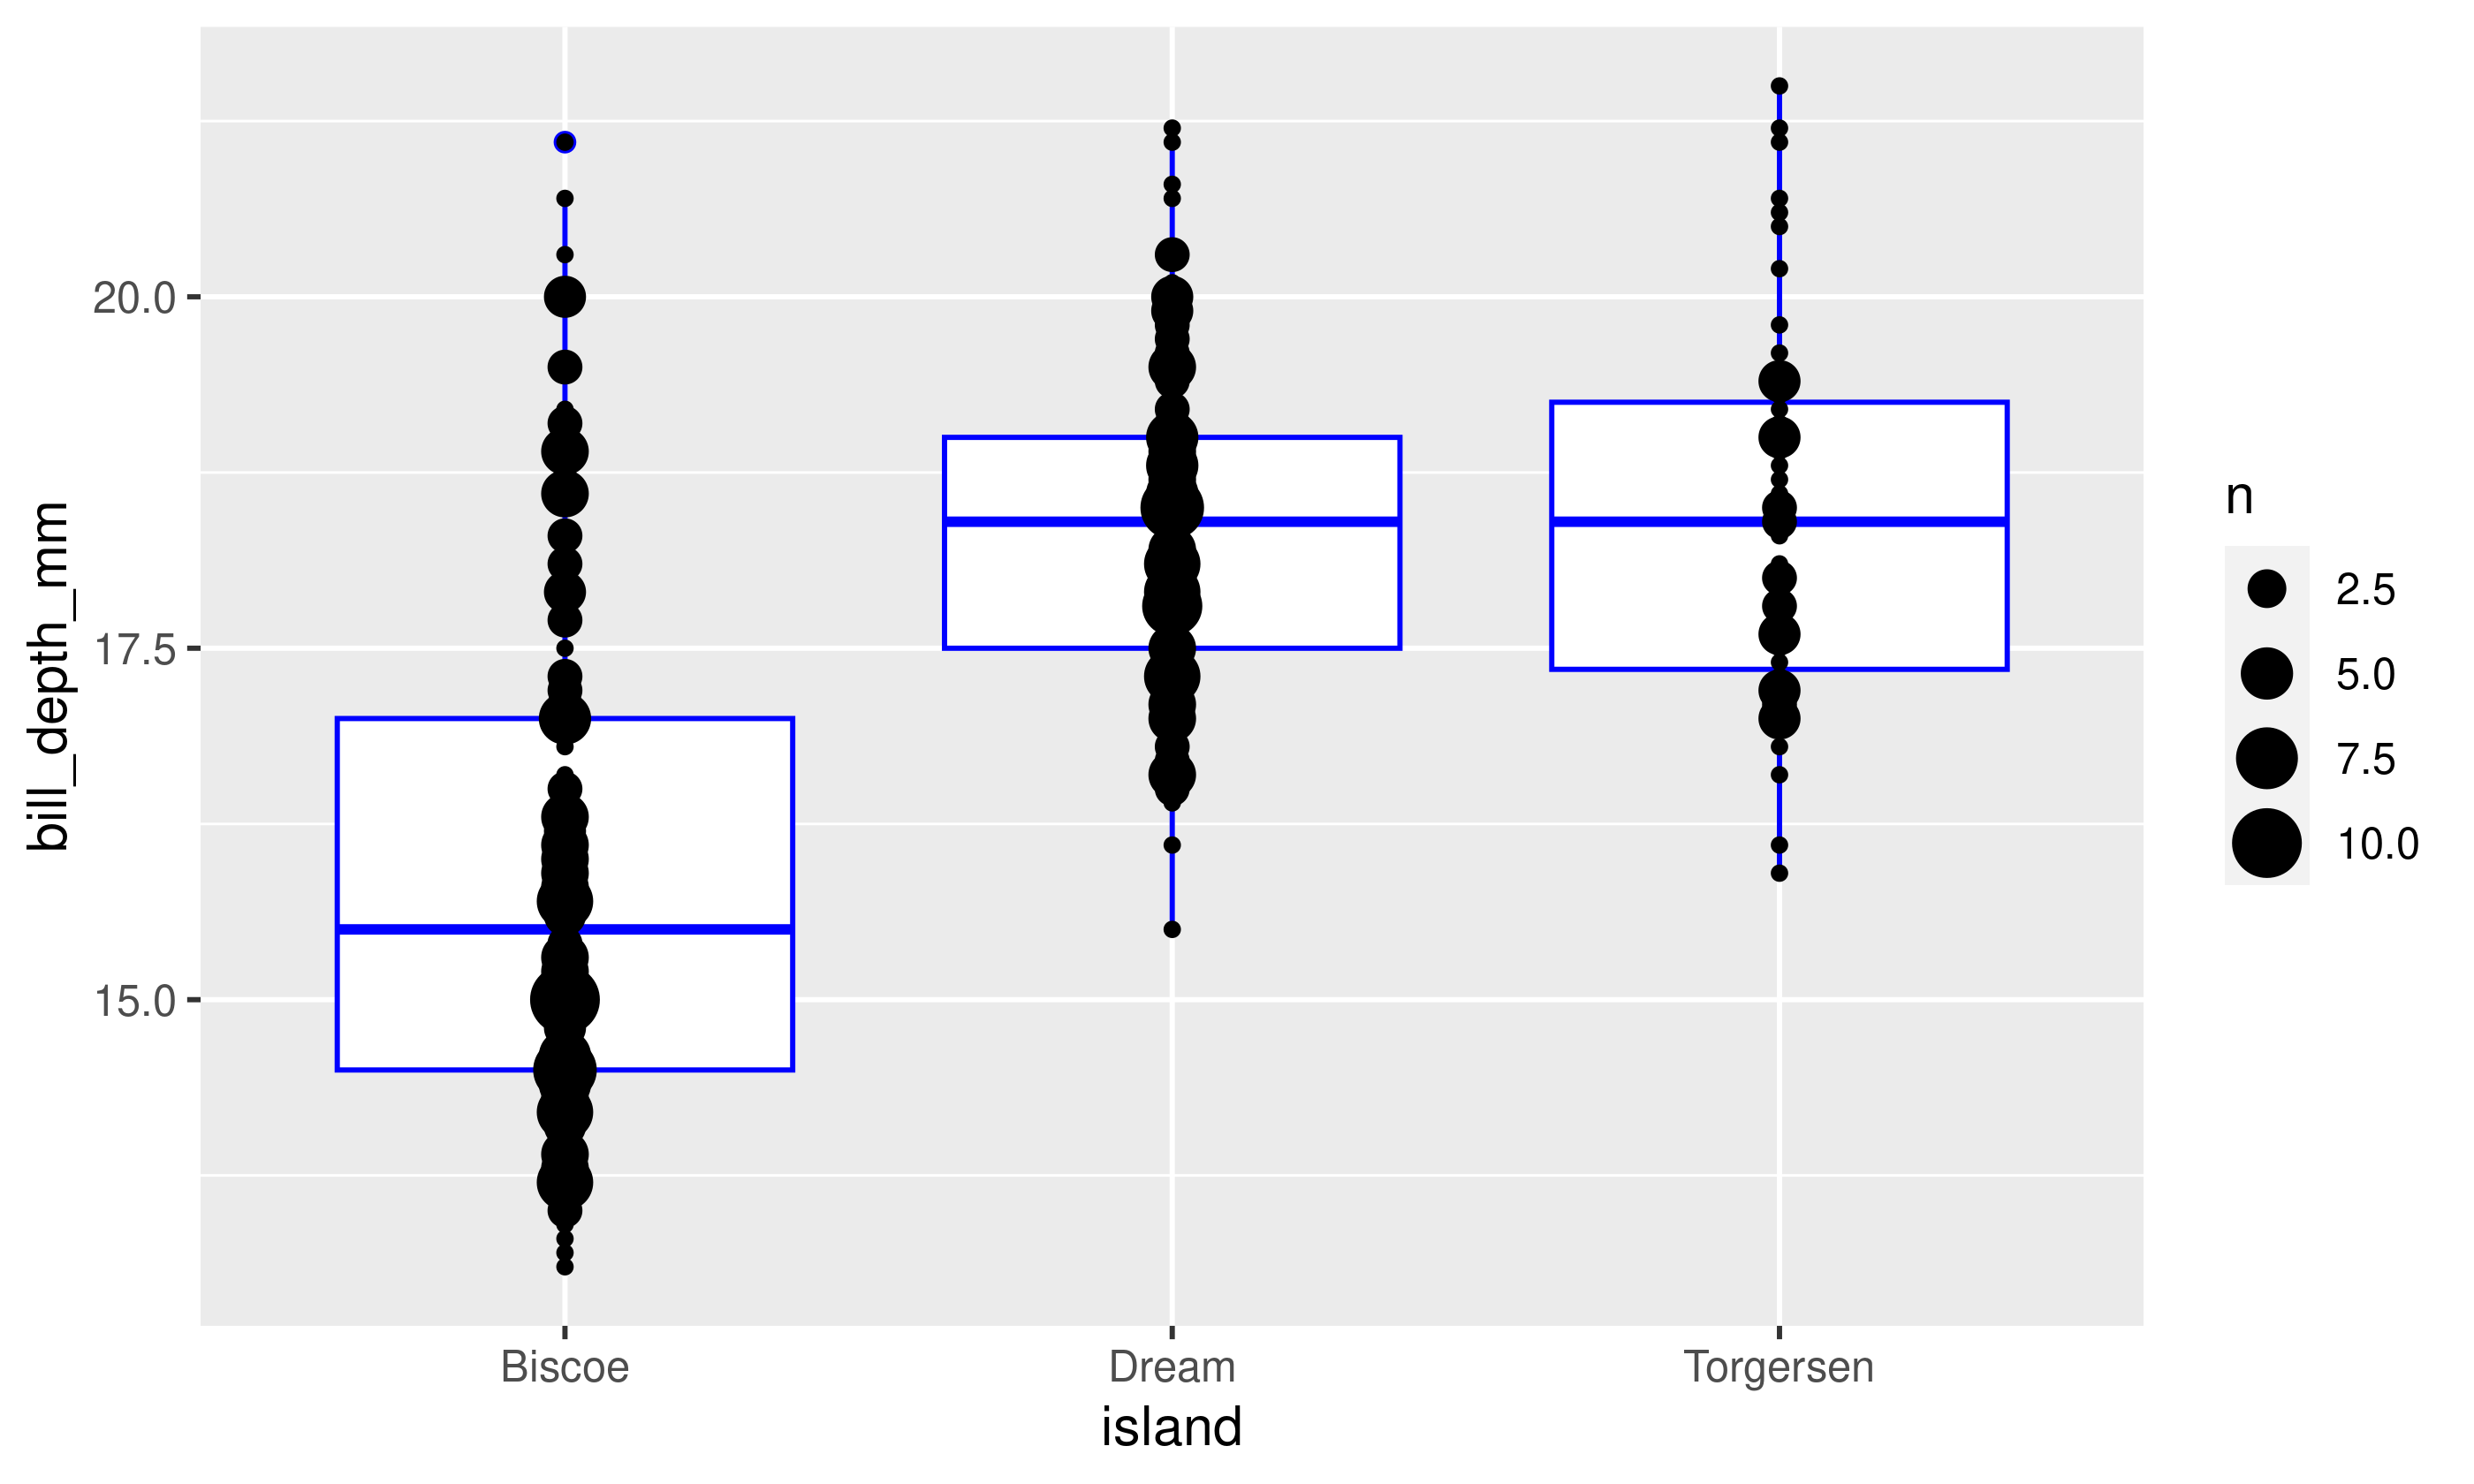 bill_depth_mm
20.0
17.5
15.0
Biscoe
Dream
Torgersen
island
n
2.5
5.0
7.5
10.0